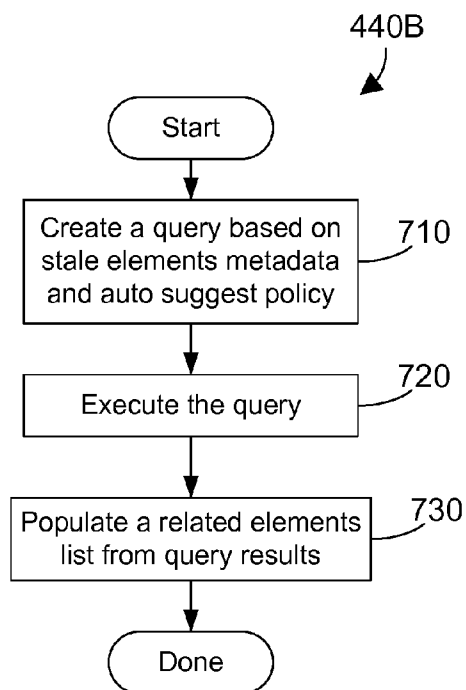 440B
Start
Create a query based on
stale elements metadata
and auto suggest policy
710
Execute the query
720
Populate a related elements
list from query results
730
Done